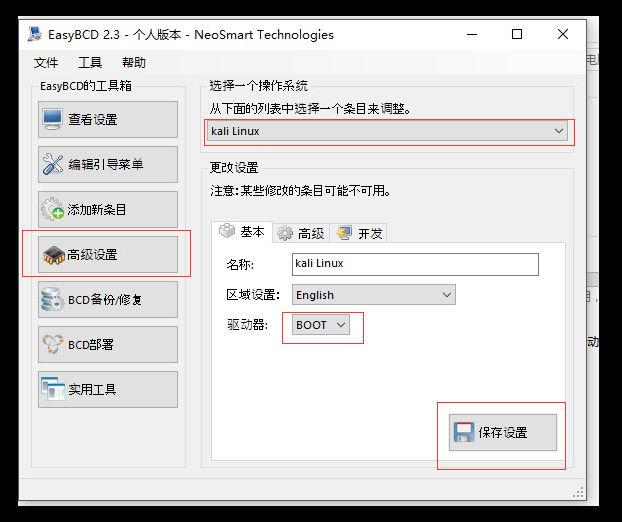 EasyBCD 2.3 - 个人版本 - NeoSmart Technologies
文件 工具 帮助
EasyBCD的工具箱
查看设置
编辑引导菜单
添加新条目
高级设置
BCD备份/修复
BCD部署
实用工具
选择一个操作系统
从下面的列表中选择一个条目来调整。
kali Linux
更改设置
注意:某些修改的条目可能不可用。
基本 高级 开发
名称: kali Linux
区域设置: English
驱动器: BOOT
保存设置
动